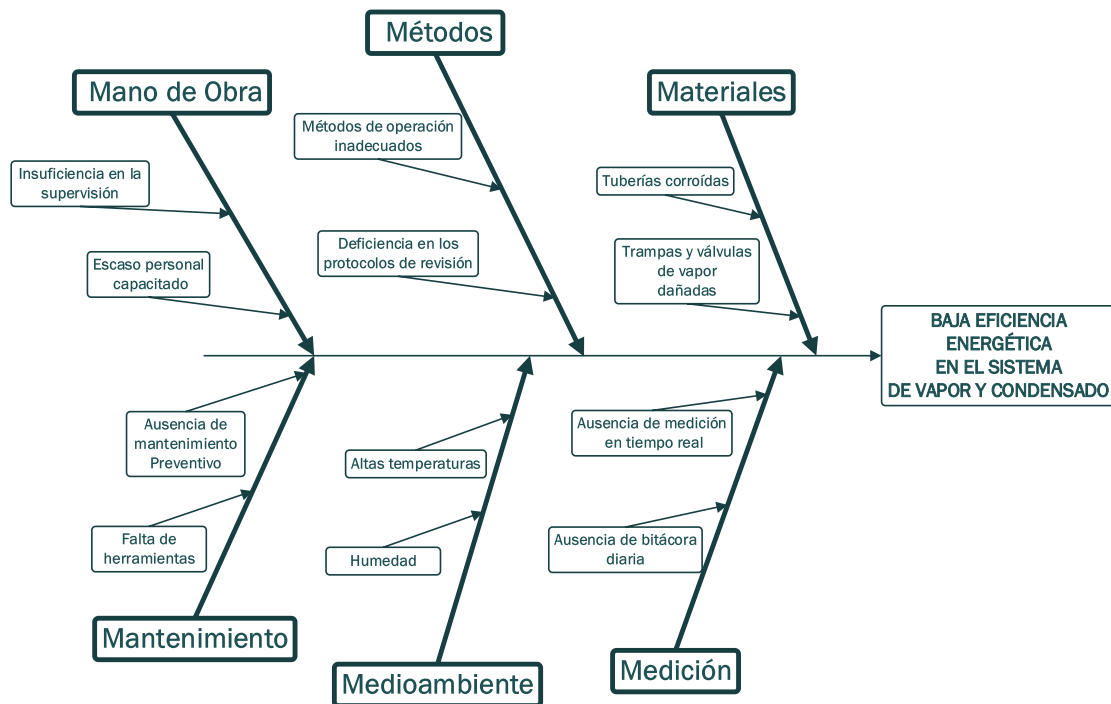 Métodos
Mano de Obra
Materiales
Métodos de operación
inadecuados
Insuficiencia en la
supervisión
Tuberías corroídas
Deficiencia en los
protocolos de revisión
Trampas y válvulas
de vapor
dañadas
Escaso personal
capacitado
BAJA EFICIENCIA
ENERGÉTICA
EN EL SISTEMA
DE VAPOR Y CONDENSADO
Ausencia de
mantenimiento
Preventivo
Altas temperaturas
Ausencia de medición
en tiempo real
Falta de
herramientas
Humedad
Ausencia de bitácora
diaria
Mantenimiento
Medioambiente
Medición